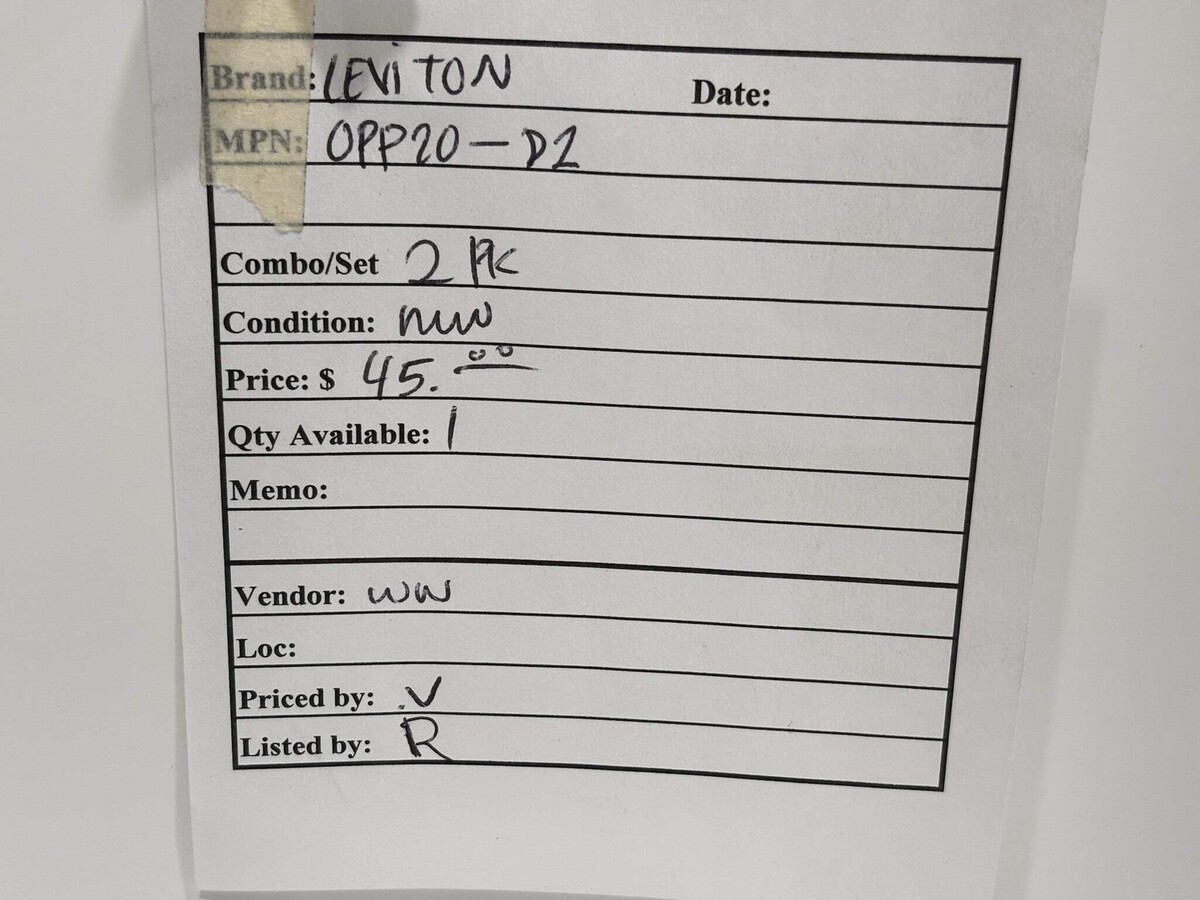 Brand: LEVITON Date:
MPN: OPP20-D2
Combo/Set 2 PK
Condition: new
Price: $ 45.00
Qty Available: 1
Memo:
Vendor: WW
Loc:
Priced by: .V
Listed by: R